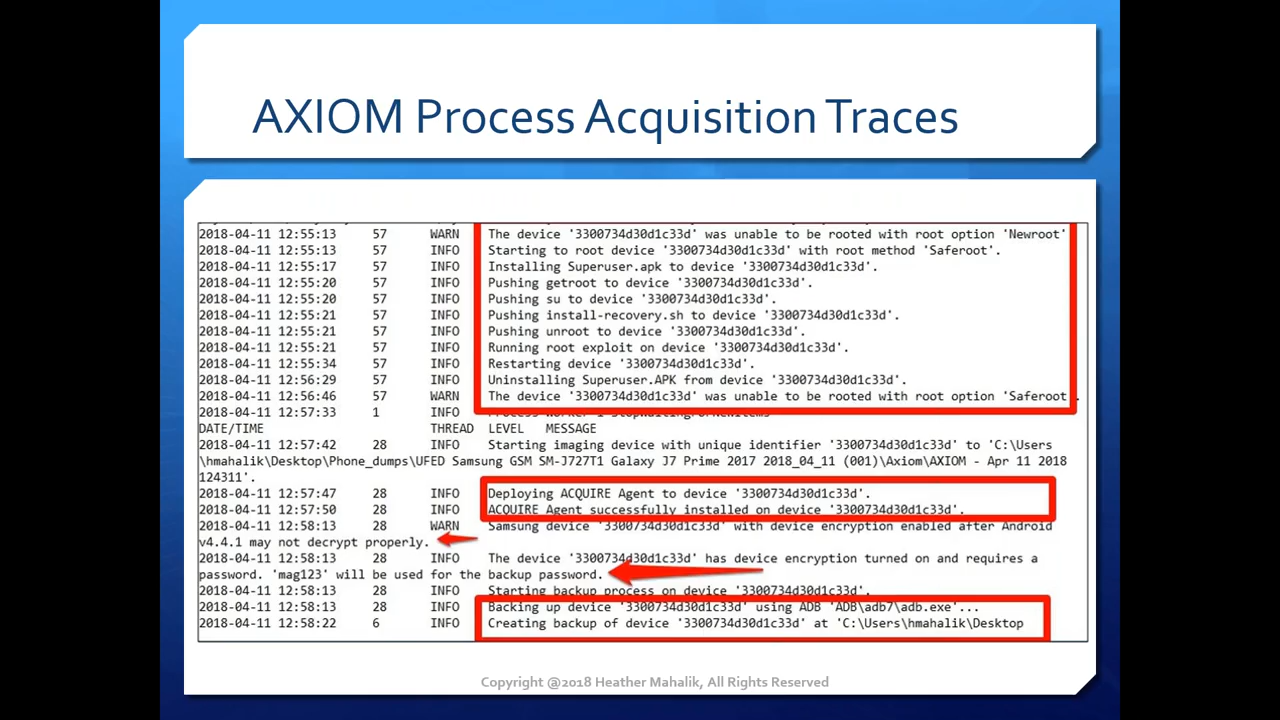 AXIOM Process Acquisition Traces
2018-04-11 12:55:13 57 WARN The device '3300734d30d1c33d' was unable to be rooted with root option 'Newroot'
2018-04-11 12:55:13 57 INFO Starting to root device '3300734d30d1c33d' with root method 'Saferoot'.
2018-04-11 12:55:17 57 INFO Installing Superuser.apk to device '3300734d30d1c33d'.
2018-04-11 12:55:20 57 INFO Pushing getroot to device '3300734d30d1c33d'.
2018-04-11 12:55:20 57 INFO Pushing su to device '3300734d30d1c33d'.
2018-04-11 12:55:21 57 INFO Pushing install-recovery.sh to device '3300734d30d1c33d'.
2018-04-11 12:55:21 57 INFO Pushing unroot to device '3300734d30d1c33d'.
2018-04-11 12:55:21 57 INFO Running root exploit on device '3300734d30d1c33d'.
2018-04-11 12:55:34 57 INFO Restarting device '3300734d30d1c33d'.
2018-04-11 12:56:29 57 INFO Uninstalling Superuser.APK from device '3300734d30d1c33d'.
2018-04-11 12:56:46 57 WARN The device '3300734d30d1c33d' was unable to be rooted with root option 'Saferoot'.
2018-04-11 12:57:33 1 INFO
DATE/TIME THREAD LEVEL MESSAGE
2018-04-11 12:57:42 28 INFO Starting imaging device with unique identifier '3300734d30d1c33d' to 'C:\Users
\hmahalik\Desktop\Phone_dumps\UFED Samsung GSM SM-J727T1 Galaxy J7 Prime 2017 2018_04_11 (001)\Axiom\AXIOM - Apr 11 2018
124311'.
2018-04-11 12:57:47 28 INFO Deploying ACQUIRE Agent to device '3300734d30d1c33d'.
2018-04-11 12:57:50 28 INFO ACQUIRE Agent successfully installed on device '3300734d30d1c33d'.
2018-04-11 12:58:13 28 WARN Samsung device '3300734d30d1c33d' with device encryption enabled after Android
v4.4.1 may not decrypt properly.
2018-04-11 12:58:13 28 INFO The device '3300734d30d1c33d' has device encryption turned on and requires a
password. 'mag123' will be used for the backup password.
2018-04-11 12:58:13 28 INFO Starting backup process on device '3300734d30d1c33d'.
2018-04-11 12:58:13 28 INFO Backing up device '3300734d30d1c33d' using ADB 'ADB\adb7\adb.exe'...
2018-04-11 12:58:22 6 INFO Creating backup of device '3300734d30d1c33d' at 'C:\Users\hmahalik\Desktop
Copyright @2018 Heather Mahalik, All Rights Reserved